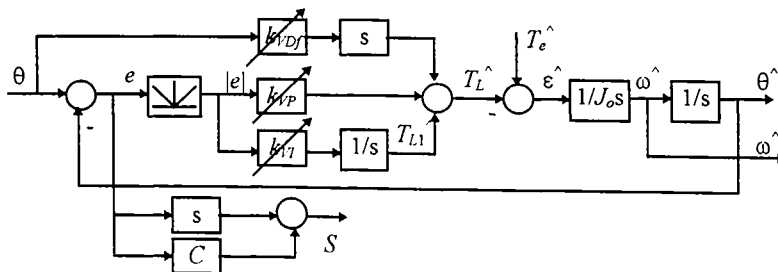 k_VDf s T_e^
θ e |e| k_VP T_L^ ε^ 1/J_os ω^ 1/s θ^
-
-
k_VI 1/s T_L1 ω^
s
C S